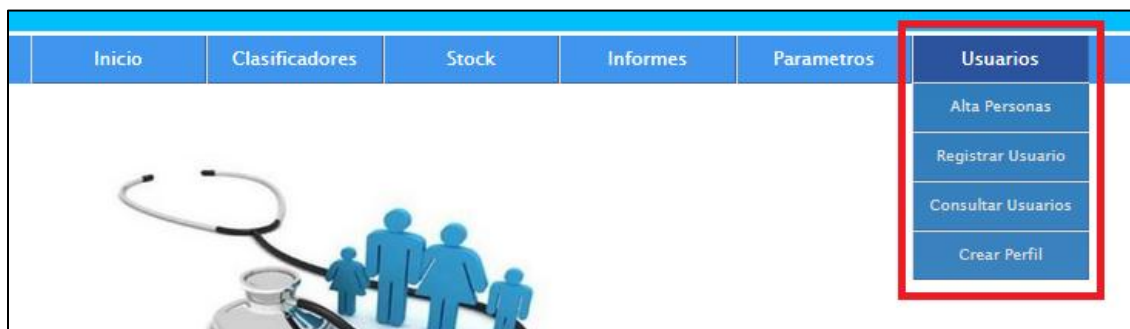 Inicio Clasificadores Stock Informes Parametros Usuarios
Alta Personas
Registrar Usuario
Consultar Usuarios
Crear Perfil